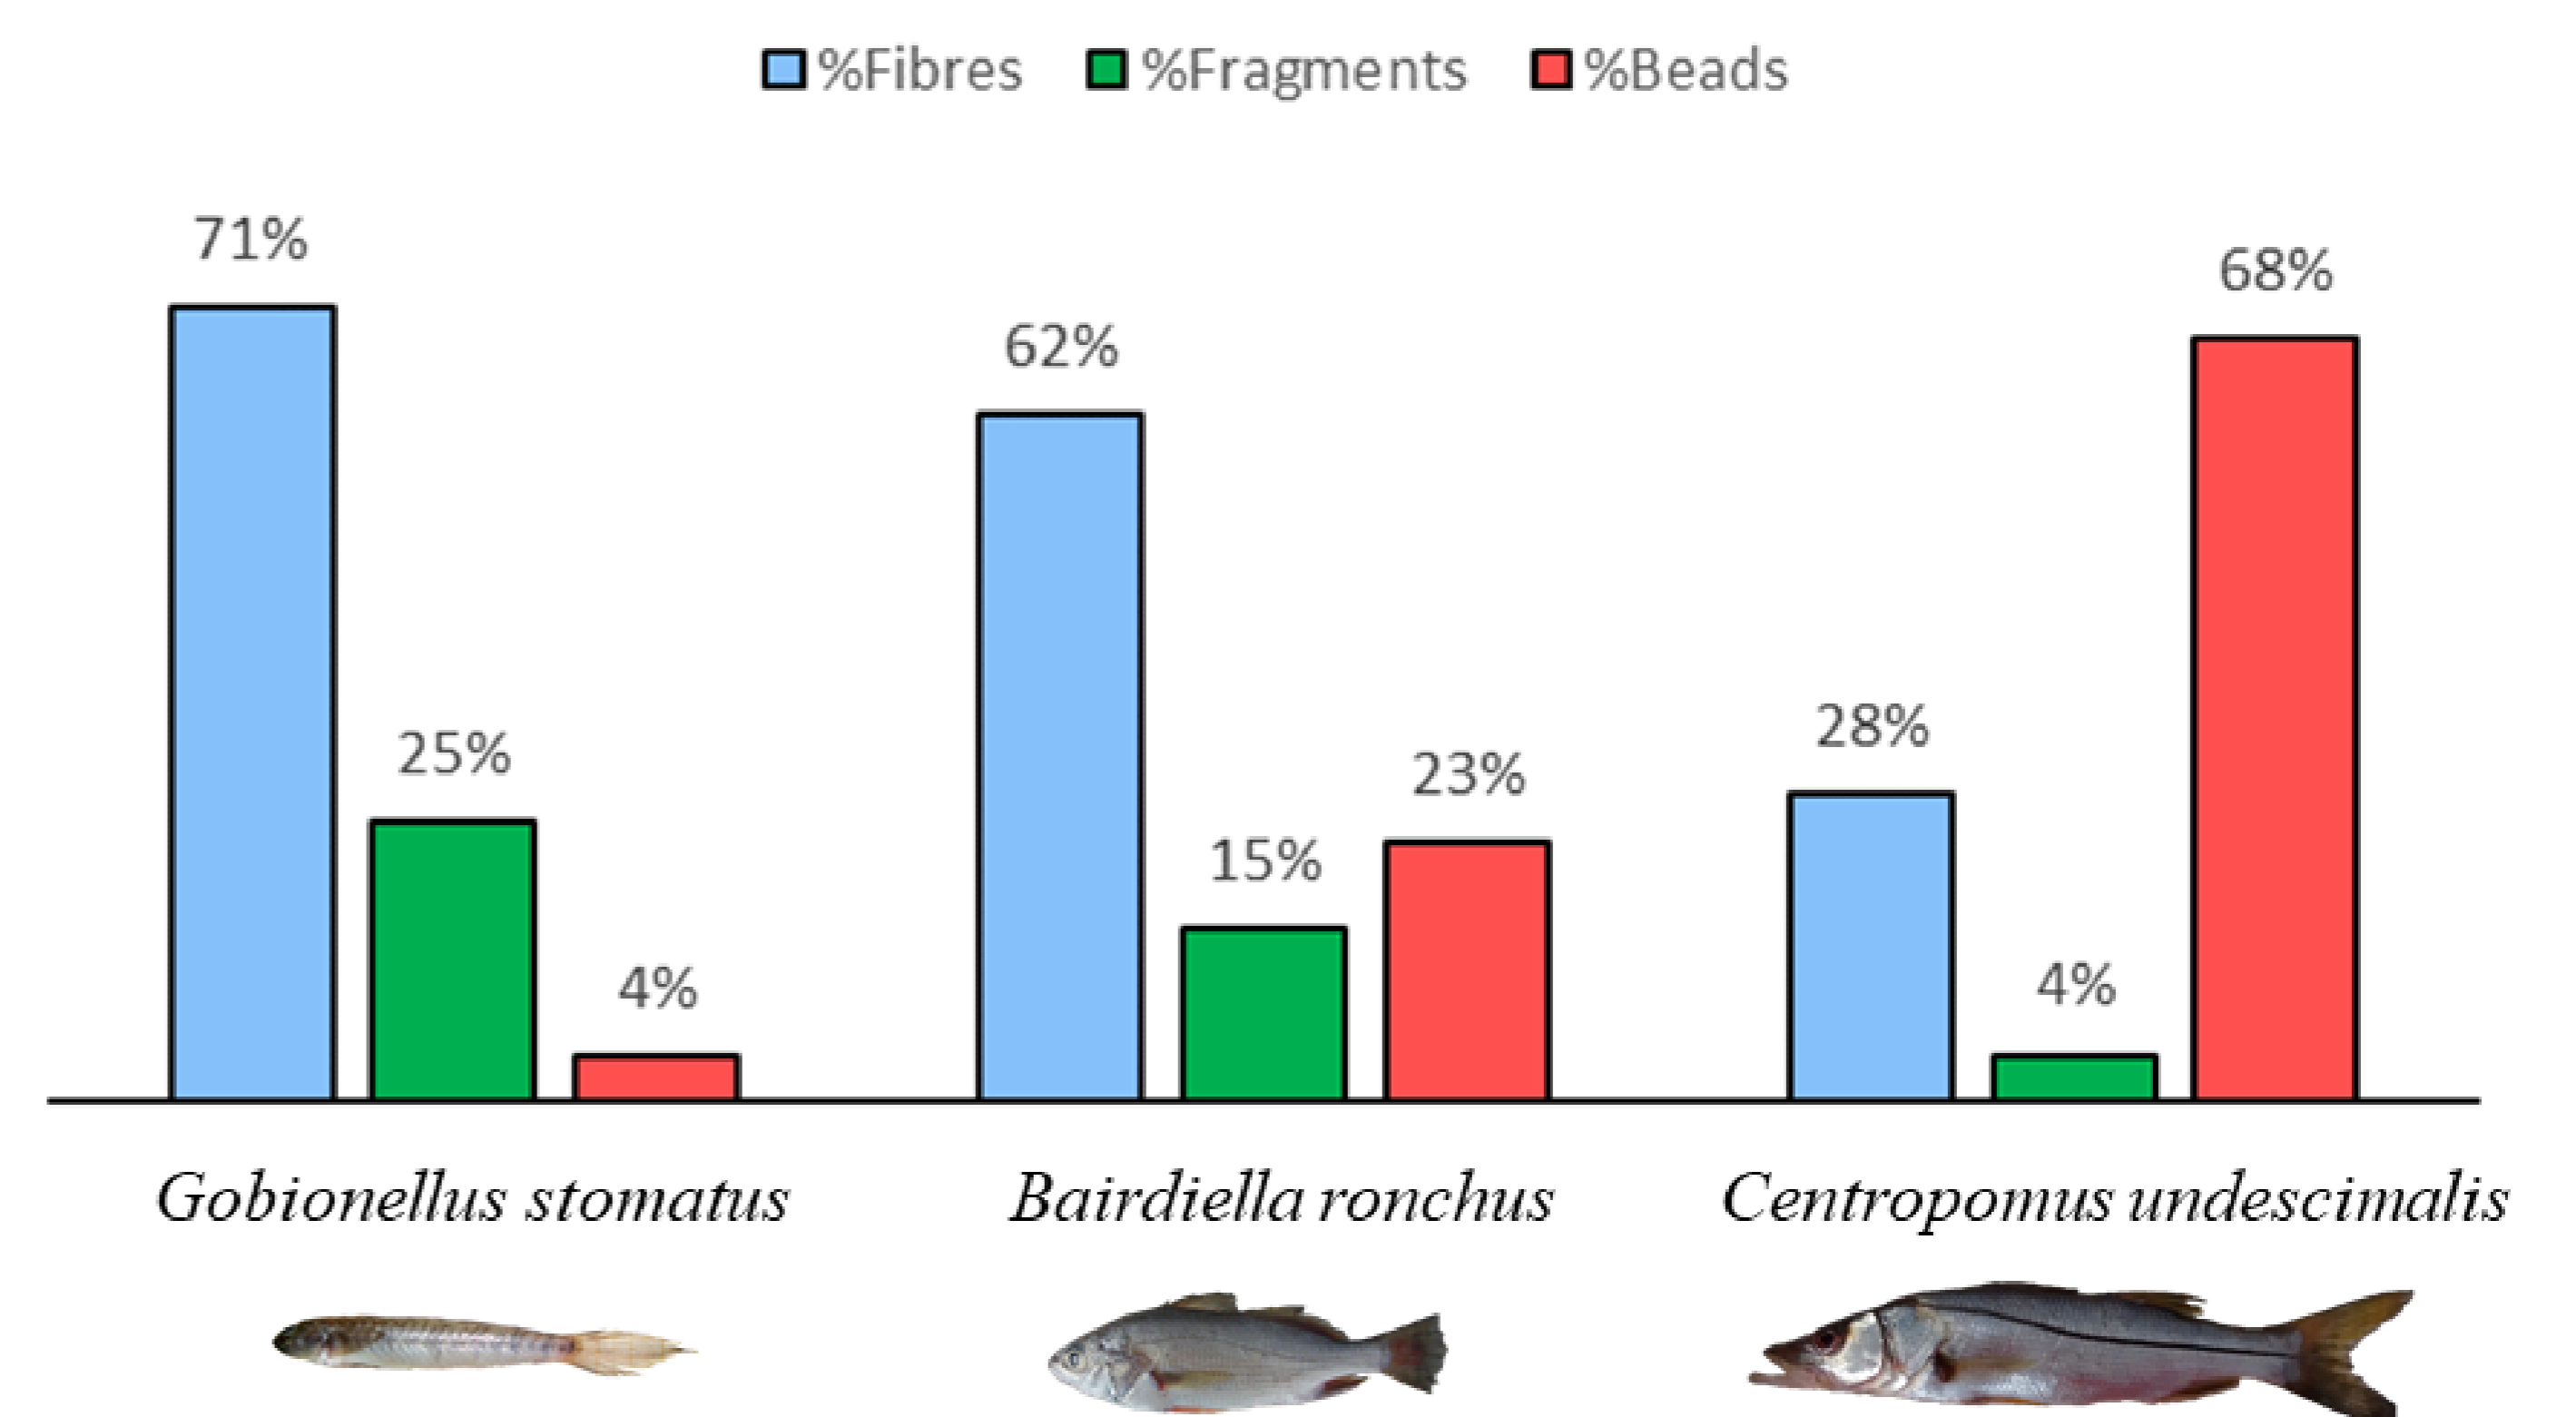 %Fibres %Fragments %Beads
71%
25%
4%
62%
15%
23%
28%
4%
68%
Gobionellus stomatus
Bairdiella ronchus
Centropomus undescimalis